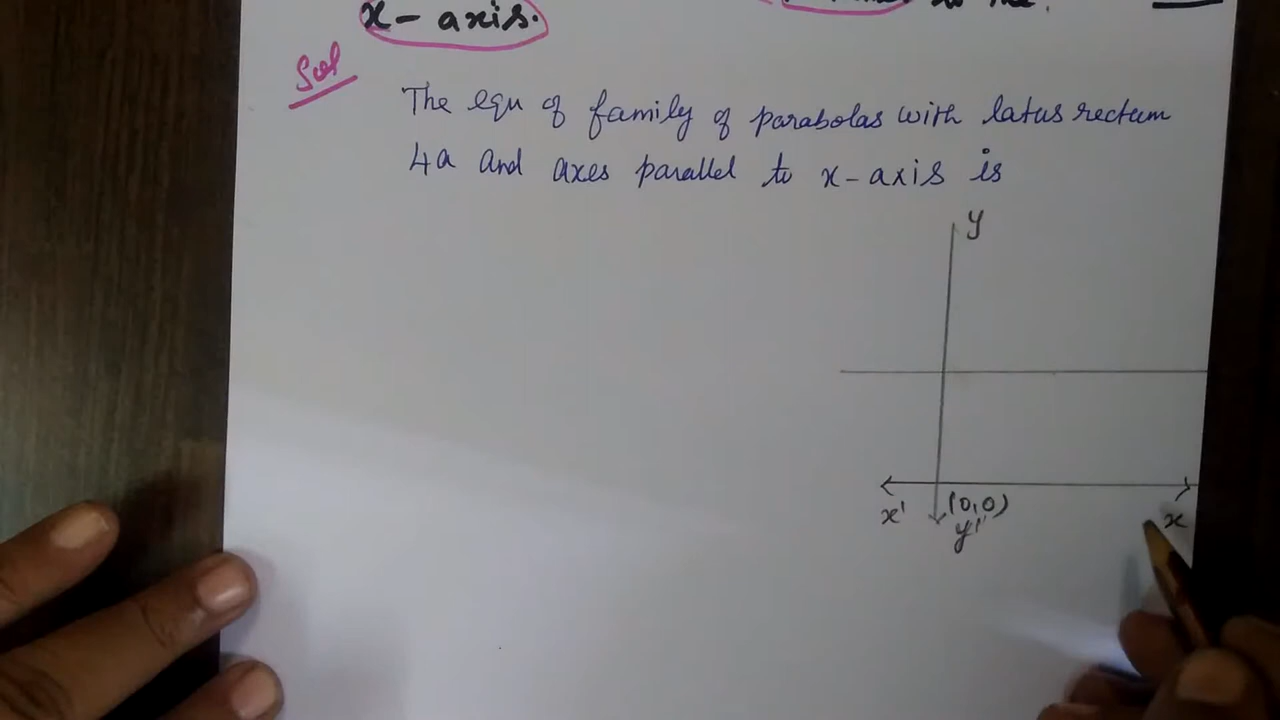 x - axis.
Sol
The equ of family of parabolas with latus rectum
4a and axes parallel to x-axis is
y
x' (0,0) x
y'